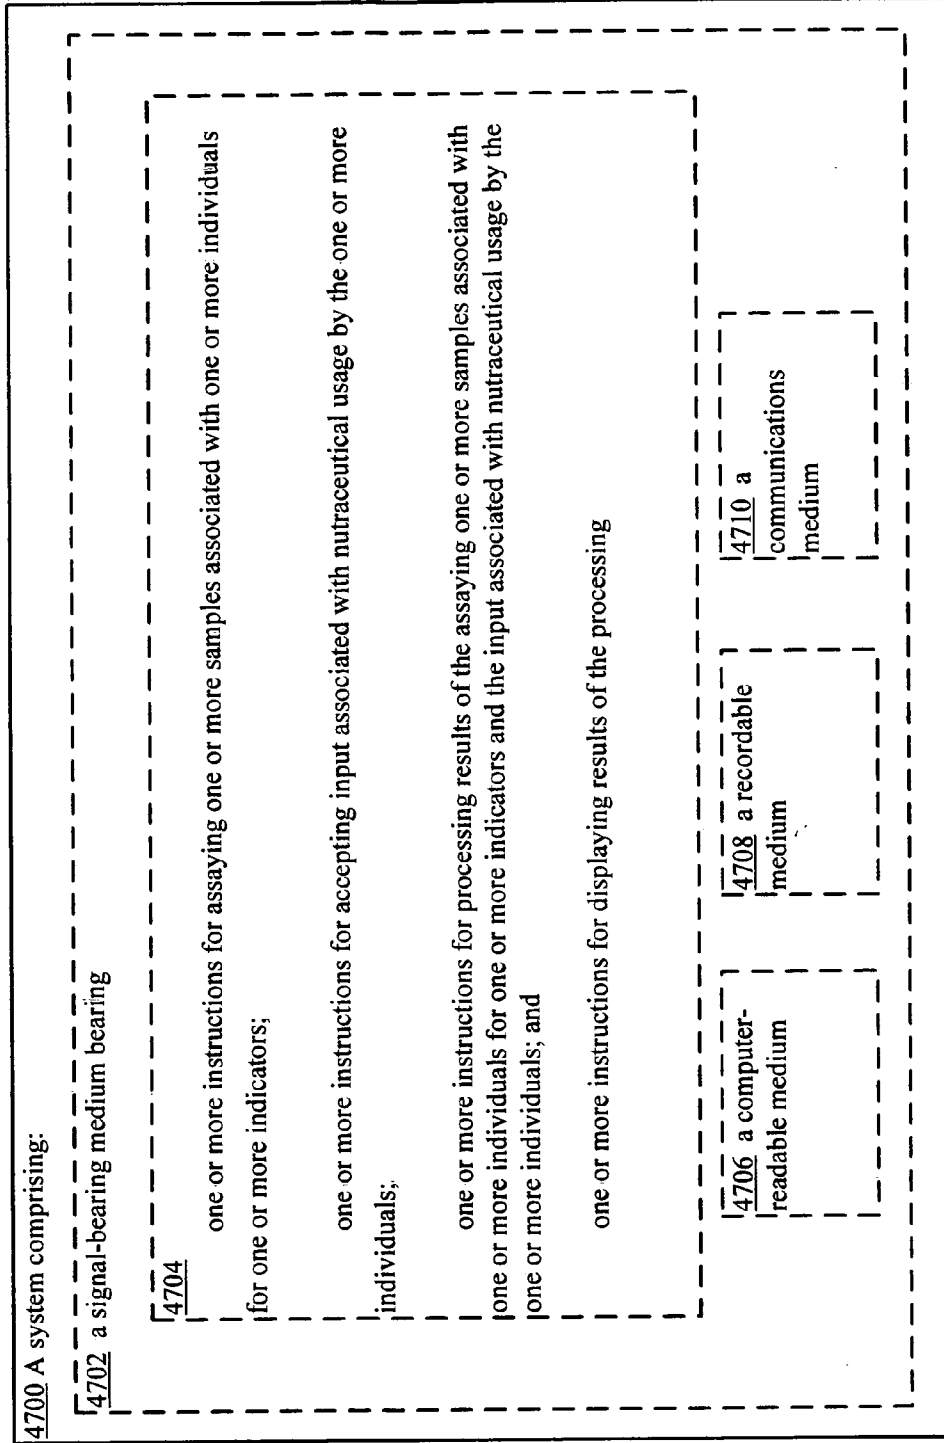 4700 A system comprising:
4702 a signal-bearing medium bearing
4704
one or more instructions for assaying one or more samples associated with one or more individuals
for one or more indicators;
one or more instructions for accepting input associated with nutraceutical usage by the one or more
individuals;
one or more instructions for processing results of the assaying one or more samples associated with
one or more individuals for one or more indicators and the input associated with nutraceutical usage by the
one or more individuals; and
one or more instructions for displaying results of the processing
4706 a computer-
readable medium
4708 a recordable
medium
4710 a
communications
medium